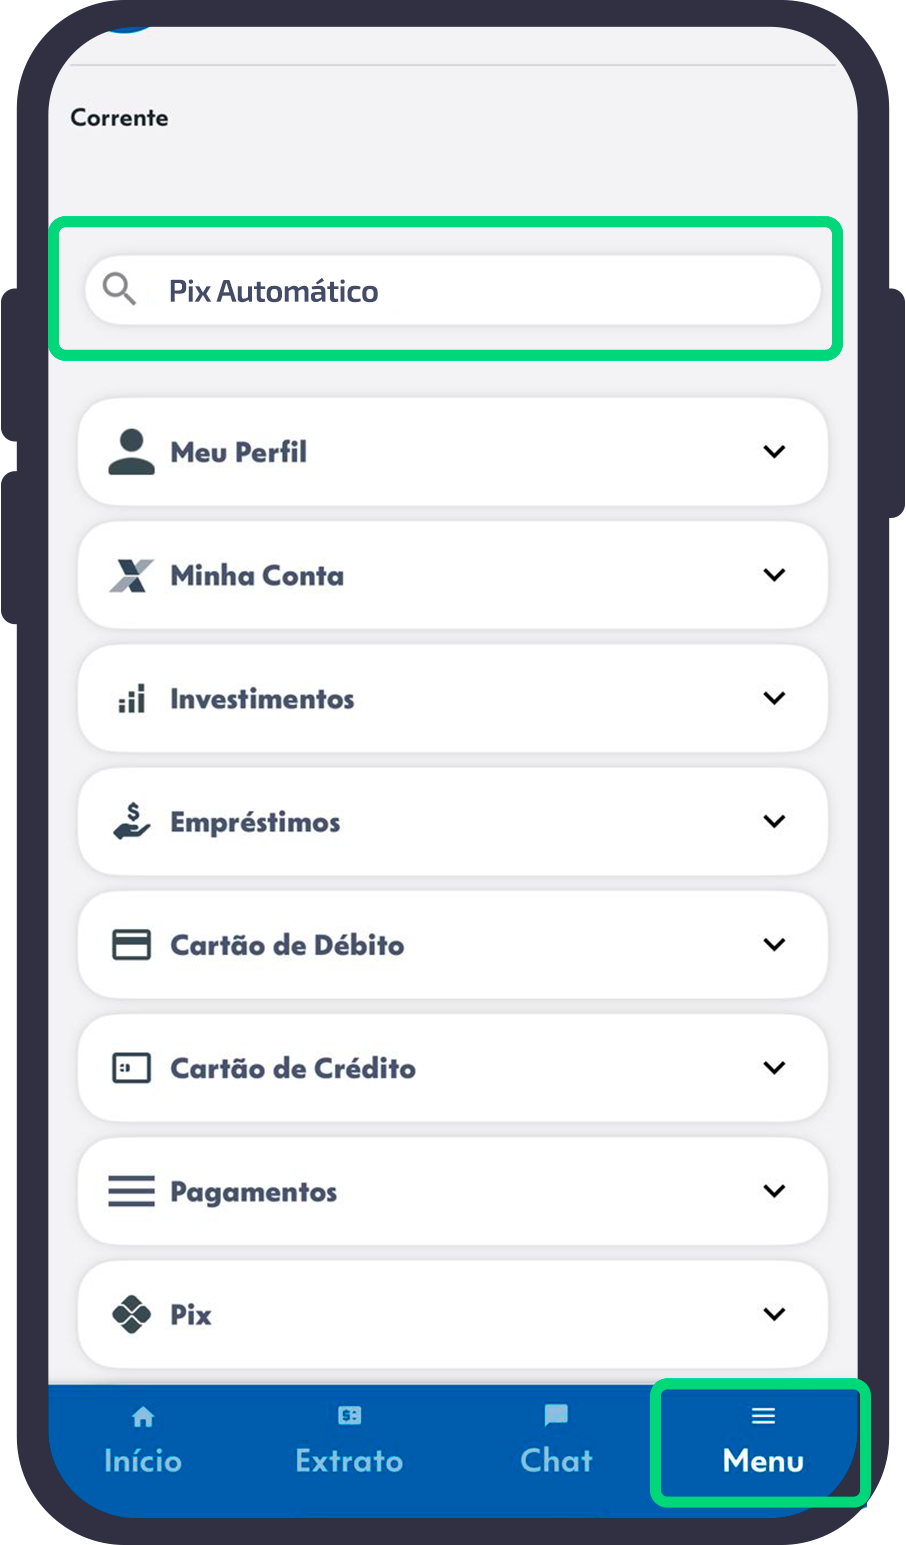 Corrente
Pix Automático
Meu Perfil
Minha Conta
Investimentos
Empréstimos
Cartão de Débito
Cartão de Crédito
Pagamentos
Pix
Início
Extrato
Chat
Menu